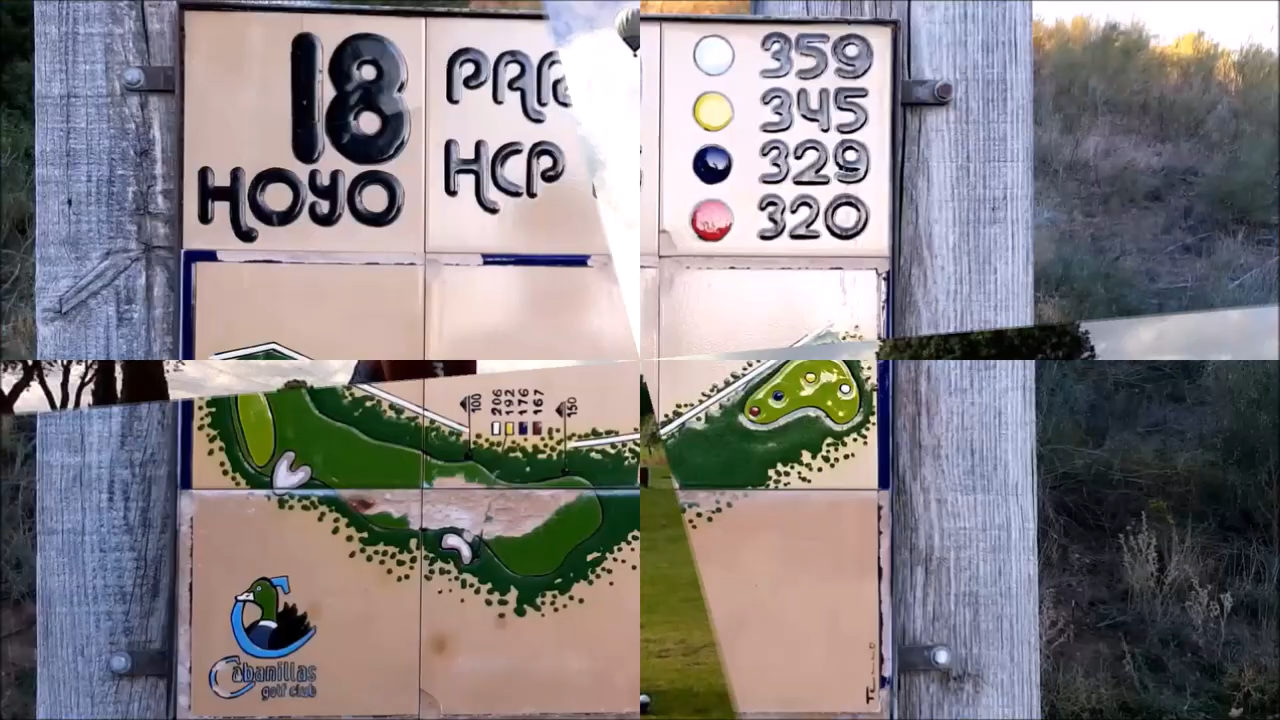 18
HOYO
HCP
359
345
329
320
100
206
192
176
167
150
Cabanillas
golf club